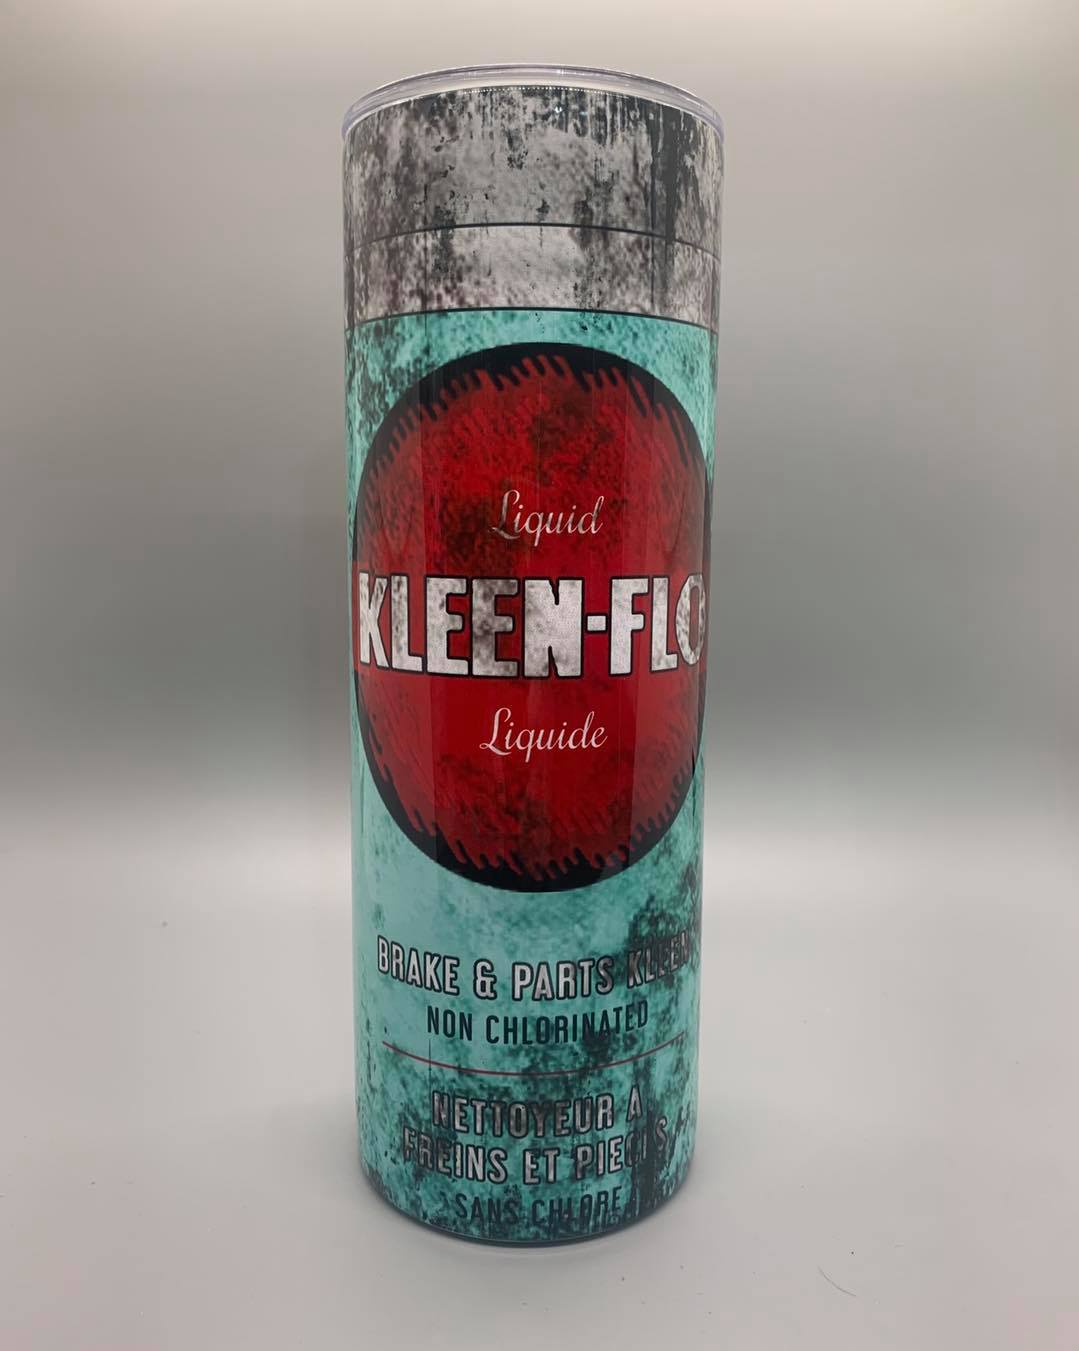 Liquid
KLEEN-FLO
Liquide
BRAKE & PARTS KLEEN
NON CHLORINATED
NETTOYEUR À
FREINS ET PIECES
SANS CHLORE